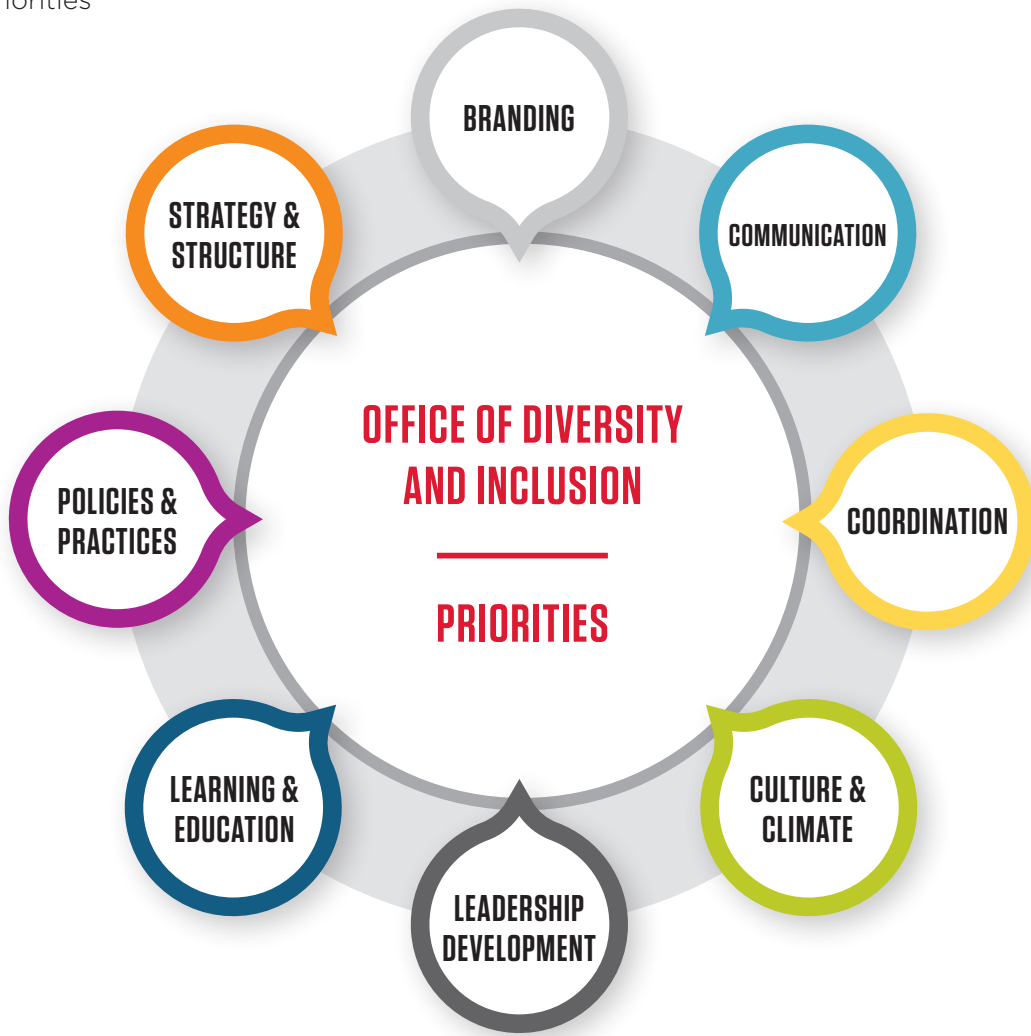 BRANDING
COMMUNICATION
COORDINATION
CULTURE &
CLIMATE
LEADERSHIP
DEVELOPMENT
LEARNING &
EDUCATION
POLICIES &
PRACTICES
STRATEGY &
STRUCTURE
OFFICE OF DIVERSITY
AND INCLUSION
PRIORITIES